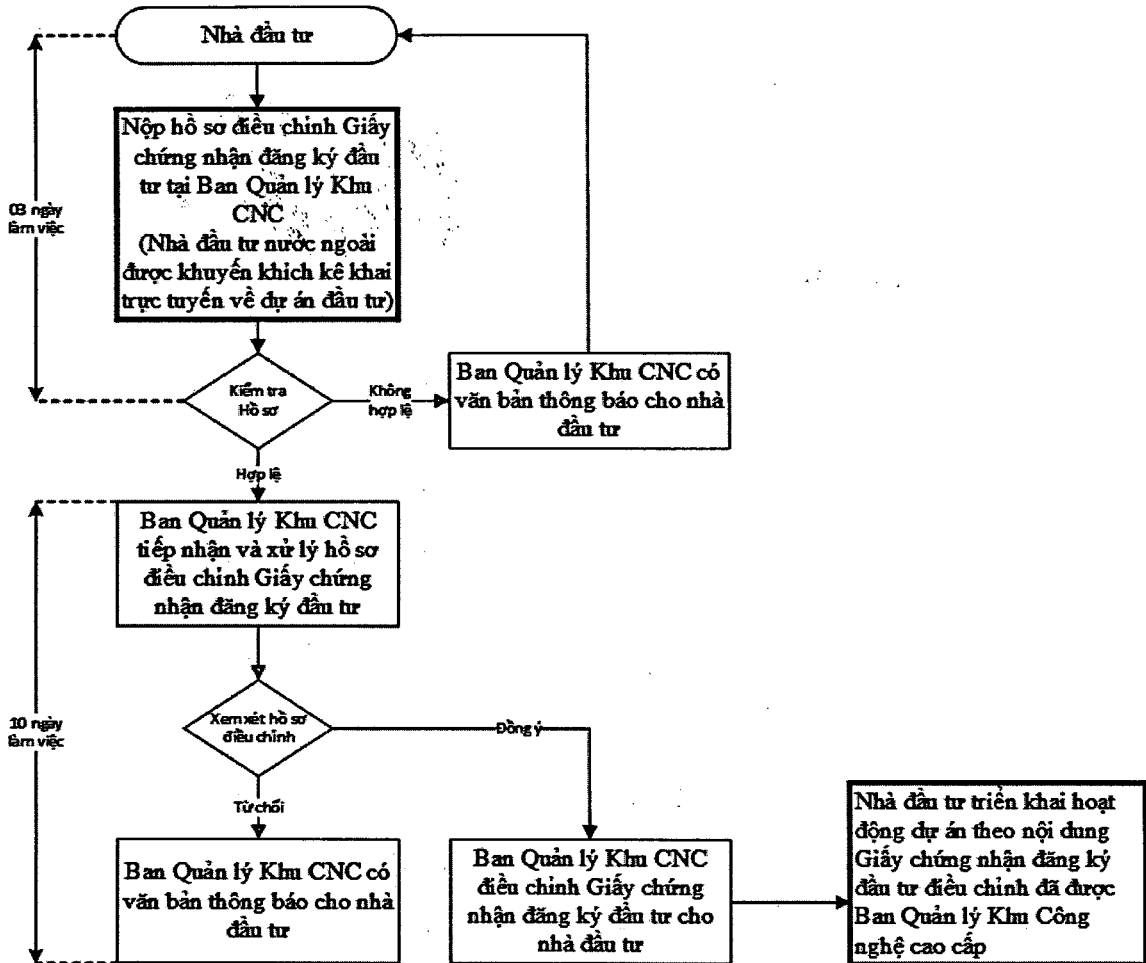 Nhà đầu tư
Nộp hồ sơ điều chỉnh Giấy
chứng nhận đăng ký đầu
tư tại Ban Quản lý Khu
CNC
(Nhà đầu tư nước ngoài
được khuyến khích kê khai
trực tuyến về dự án đầu tư)
03 ngày
làm việc
Kiểm tra
Hồ sơ
Không
hợp lệ
Ban Quản lý Khu CNC có
văn bản thông báo cho nhà
đầu tư
Hợp lệ
Ban Quản lý Khu CNC
tiếp nhận và xử lý hồ sơ
điều chỉnh Giấy chứng
nhận đăng ký đầu tư
10 ngày
làm việc
Xem xét hồ sơ
điều chỉnh
Đồng ý
Từ chối
Ban Quản lý Khu CNC có
văn bản thông báo cho nhà
đầu tư
Ban Quản lý Khu CNC
điều chỉnh Giấy chứng
nhận đăng ký đầu tư cho
nhà đầu tư
Nhà đầu tư triển khai hoạt
động dự án theo nội dung
Giấy chứng nhận đăng ký
đầu tư điều chỉnh đã được
Ban Quản lý Khu Công
nghệ cao cấp